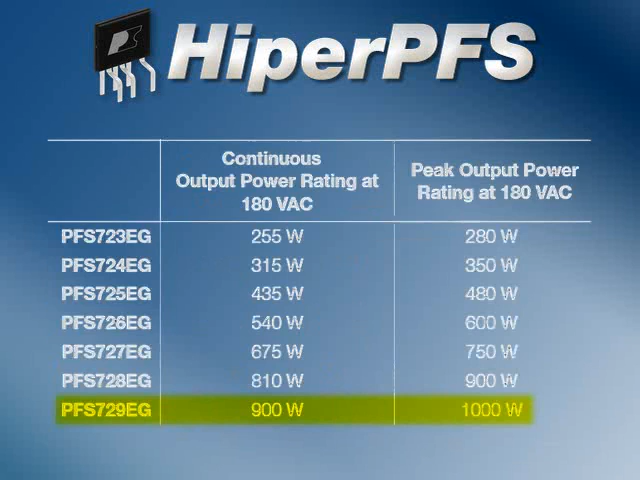 HiperPFS
Continuous
Output Power Rating at
180 VAC
Peak Output Power
Rating at 180 VAC
PFS723EG 255 W 280 W
PFS724EG 315 W 350 W
PFS725EG 435 W 480 W
PFS726EG 540 W 600 W
PFS727EG 675 W 750 W
PFS728EG 810 W 900 W
PFS729EG 900 W 1000 W